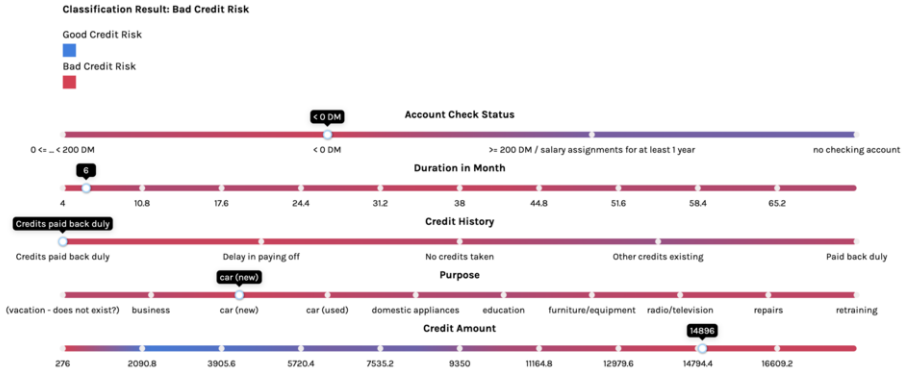 Classification Result: Bad Credit Risk
Good Credit Risk
Bad Credit Risk
Account Check Status
< 0 DM
0 <= ... < 200 DM < 0 DM >= 200 DM / salary assignments for at least 1 year no checking account
Duration in Month
6
4 10.8 17.6 24.4 31.2 38 44.8 51.6 58.4 65.2
Credit History
Credits paid back duly
Credits paid back duly Delay in paying off No credits taken Other credits existing Paid back duly
Purpose
car (new)
(vacation - does not exist?) business car (new) car (used) domestic appliances education furniture/equipment radio/television repairs retraining
Credit Amount
14896
276 2090.8 3905.6 5720.4 7535.2 9350 11164.8 12979.6 14794.4 16609.2